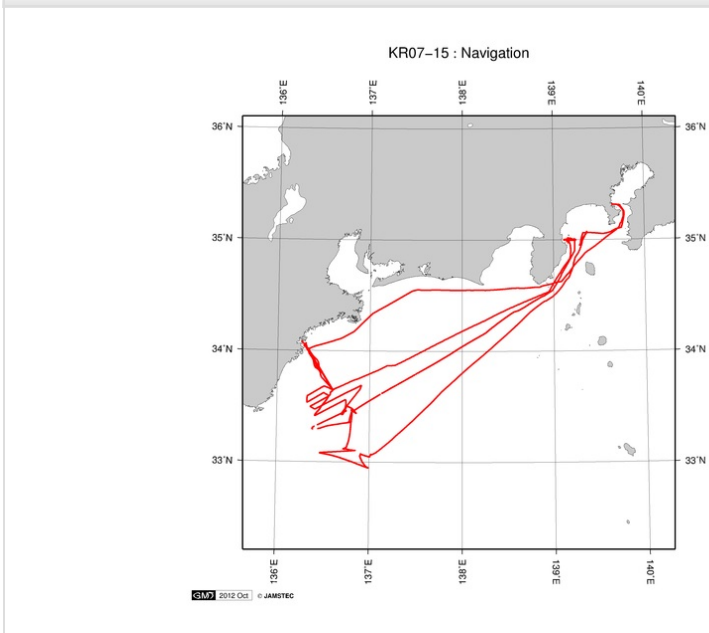 KR07−15 : Navigation
136˚E 137˚E 138˚E 139˚E 140˚E
36˚N 36˚N
35˚N 35˚N
34˚N 34˚N
33˚N 33˚N
136˚E 137˚E 138˚E 139˚E 140˚E
GMT 2012 Oct © JAMSTEC